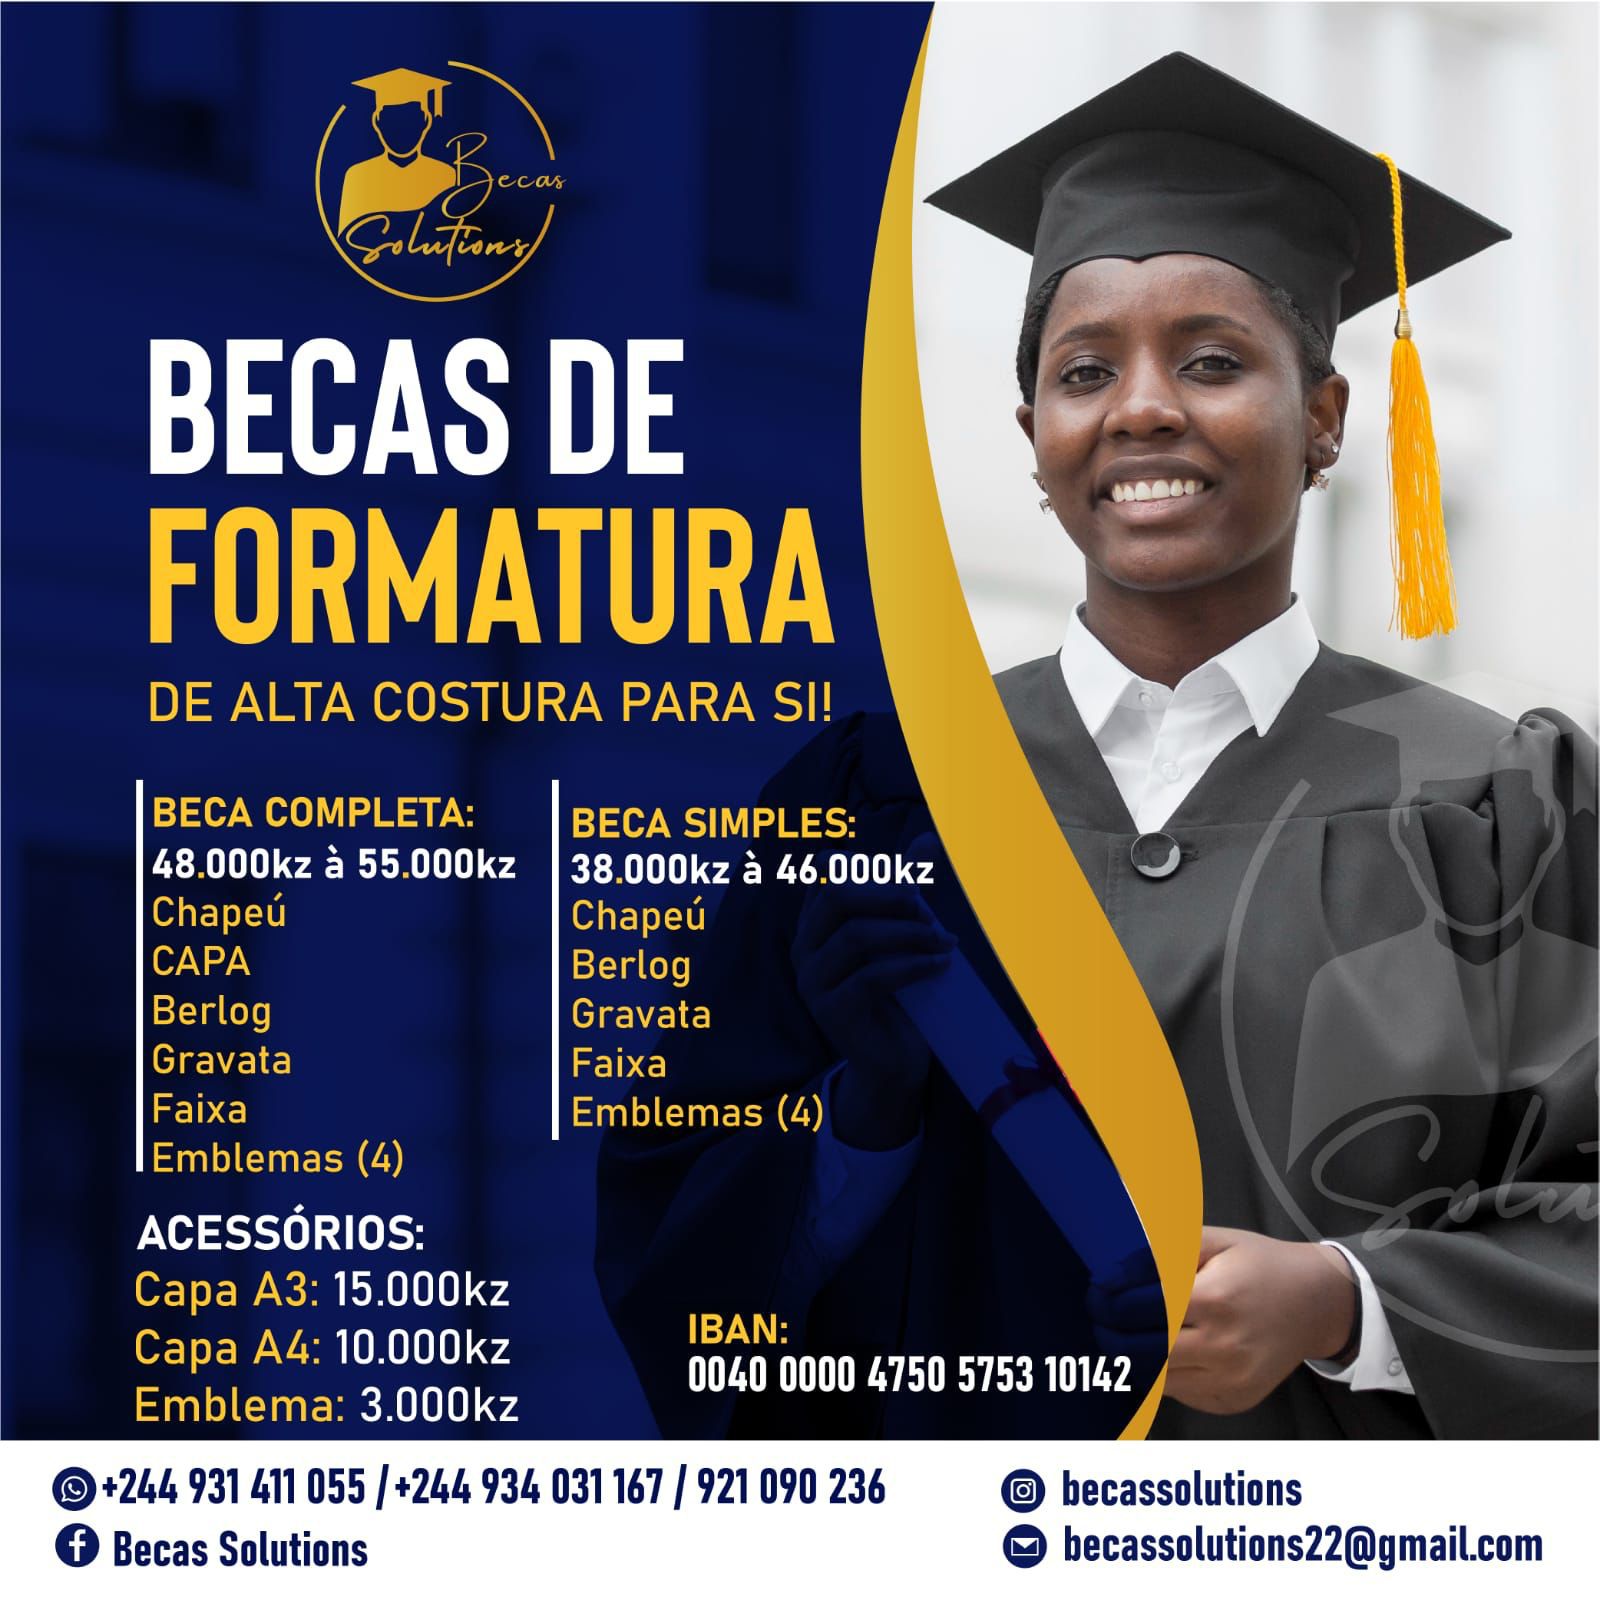 Becas
Solutions
BECAS DE
FORMATURA
DE ALTA COSTURA PARA SI!
BECA COMPLETA:
48.000kz à 55.000kz
Chapeú
CAPA
Berlog
Gravata
Faixa
Emblemas (4)
BECA SIMPLES:
38.000kz à 46.000kz
Chapeú
Berlog
Gravata
Faixa
Emblemas (4)
ACESSÓRIOS:
Capa A3: 15.000kz
Capa A4: 10.000kz
Emblema: 3.000kz
IBAN:
0040 0000 4750 5753 10142
Solu
+244 931 411 055 / +244 934 031 167 / 921 090 236
Becas Solutions
becassolutions
becassolutions22@gmail.com